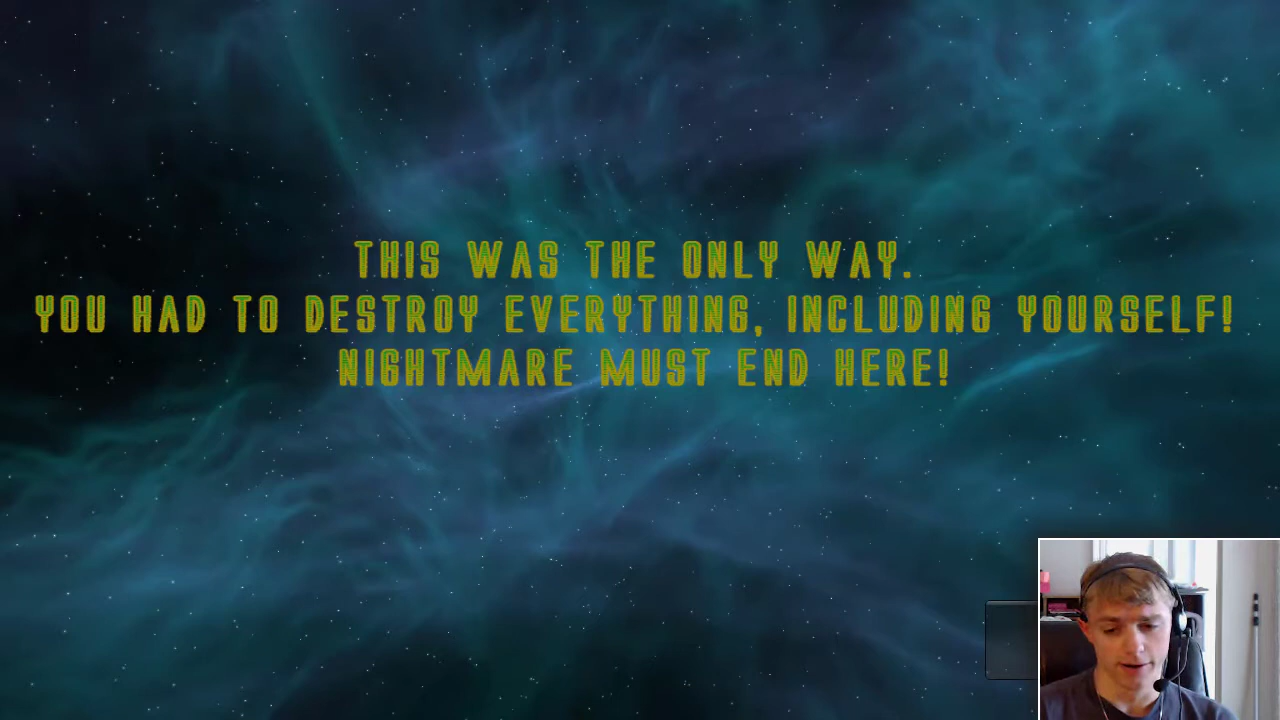 THIS WAS THE ONLY WAY.
YOU HAD TO DESTROY EVERYTHING, INCLUDING YOURSELF!
NIGHTMARE MUST END HERE!